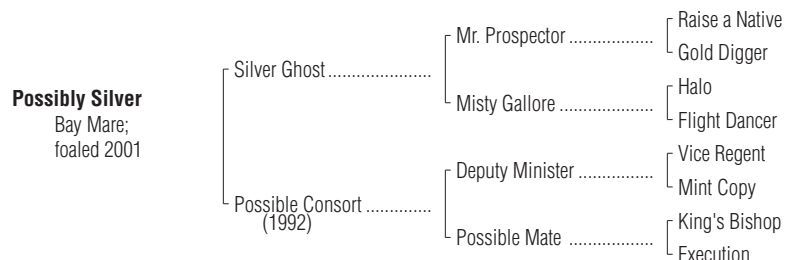 Raise a Native
Mr. Prospector ....................
Gold Digger
Silver Ghost .........................
Halo
Misty Gallore ......................
Flight Dancer
Possibly Silver
Bay Mare;
foaled 2001
Vice Regent
Deputy Minister ..................
Mint Copy
Possible Consort ................
(1992)
King's Bishop
Possible Mate ....................
Execution